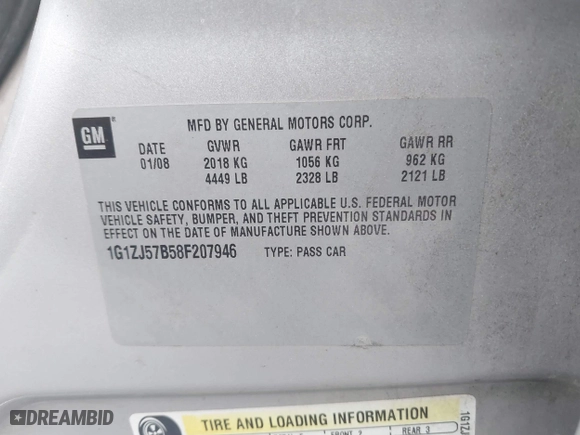 MFD BY GENERAL MOTORS CORP.
GM
DATE GVWR GAWR FRT GAWR RR
01/08 2018 KG 1056 KG 962 KG
4449 LB 2328 LB 2121 LB
THIS VEHICLE CONFORMS TO ALL APPLICABLE U.S. FEDERAL MOTOR
VEHICLE SAFETY, BUMPER, AND THEFT PREVENTION STANDARDS IN
EFFECT ON THE DATE OF MANUFACTURE SHOWN ABOVE.
1G1ZJ57B58F207946 TYPE: PASS CAR
TIRE AND LOADING INFORMATION
REAR 3
1G1ZJ
DREAMBID